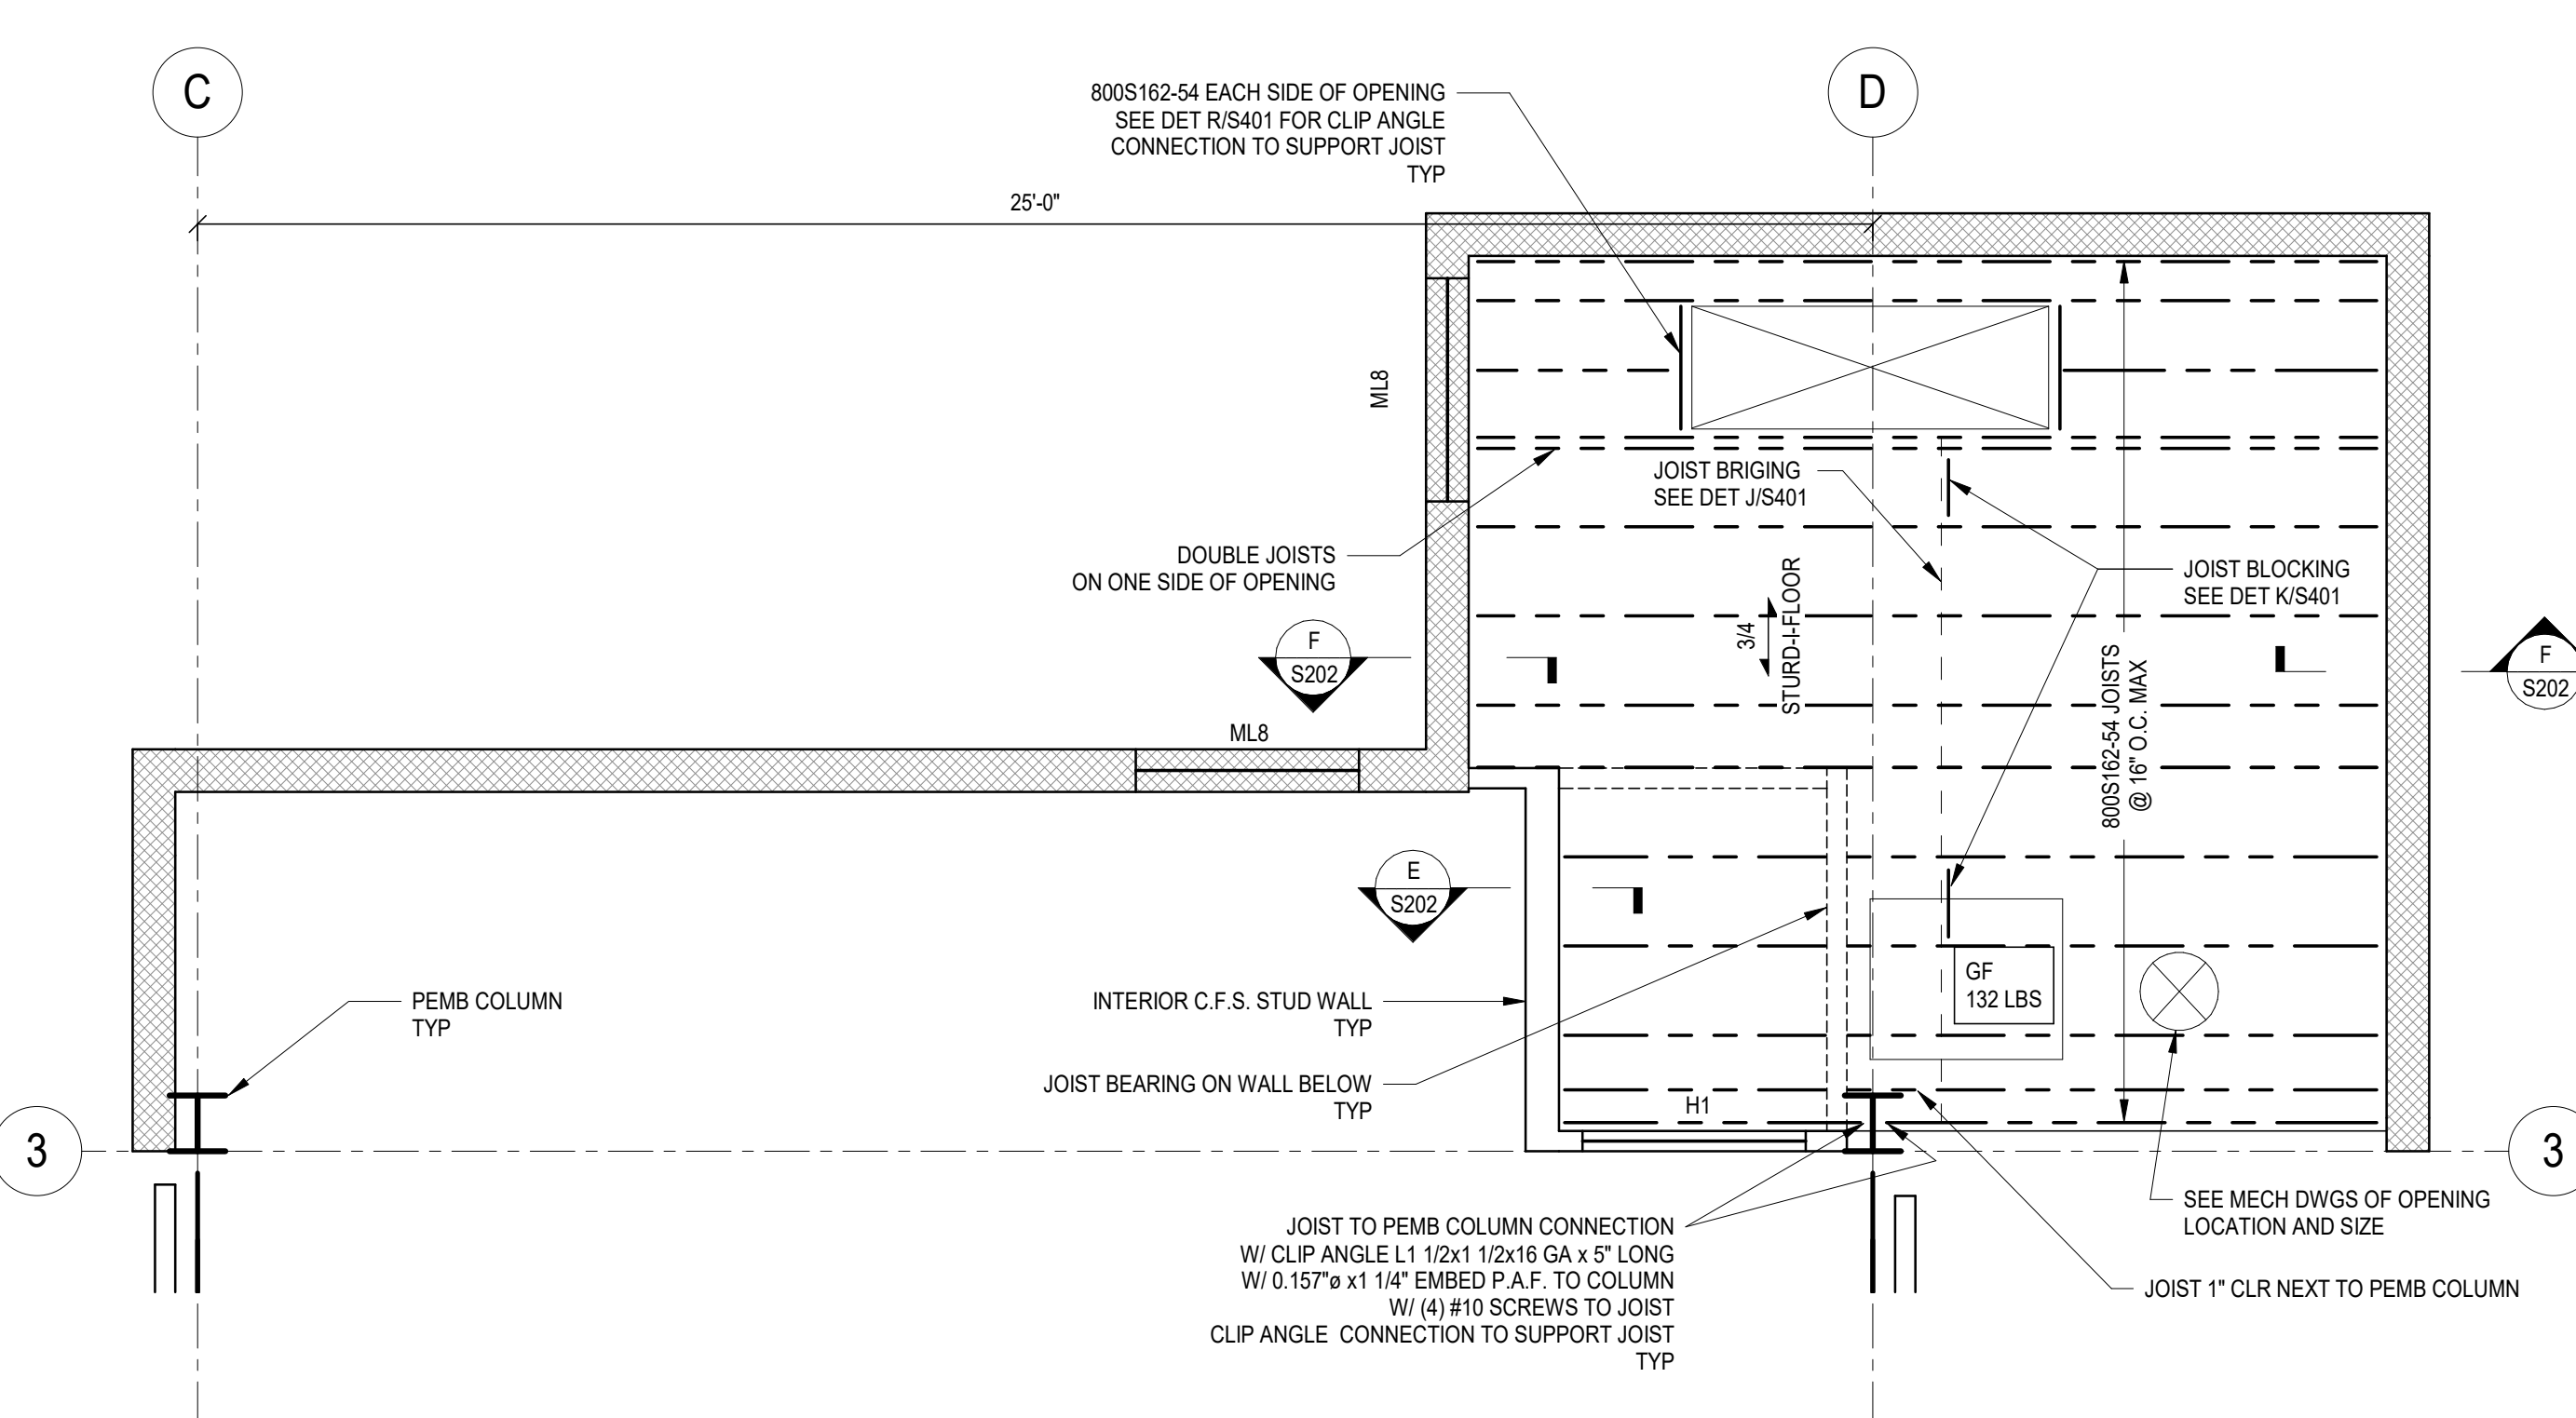 C
D
800S162-54 EACH SIDE OF OPENING
SEE DET R/S401 FOR CLIP ANGLE
CONNECTION TO SUPPORT JOIST
TYP
25'-0"
ML8
JOIST BRIGING
SEE DET J/S401
DOUBLE JOISTS
ON ONE SIDE OF OPENING
JOIST BLOCKING
SEE DET K/S401
3/4
STURD-I-FLOOR
800S162-54 JOISTS
@ 16" O.C. MAX
F
S202
F
S202
ML8
E
S202
GF
132 LBS
PEMB COLUMN
TYP
INTERIOR C.F.S. STUD WALL
TYP
JOIST BEARING ON WALL BELOW
TYP
H1
3
3
SEE MECH DWGS OF OPENING
LOCATION AND SIZE
JOIST TO PEMB COLUMN CONNECTION
W/ CLIP ANGLE L1 1/2x1 1/2x16 GA x 5" LONG
W/ 0.157"ø x1 1/4" EMBED P.A.F. TO COLUMN
W/ (4) #10 SCREWS TO JOIST
CLIP ANGLE CONNECTION TO SUPPORT JOIST
TYP
JOIST 1" CLR NEXT TO PEMB COLUMN